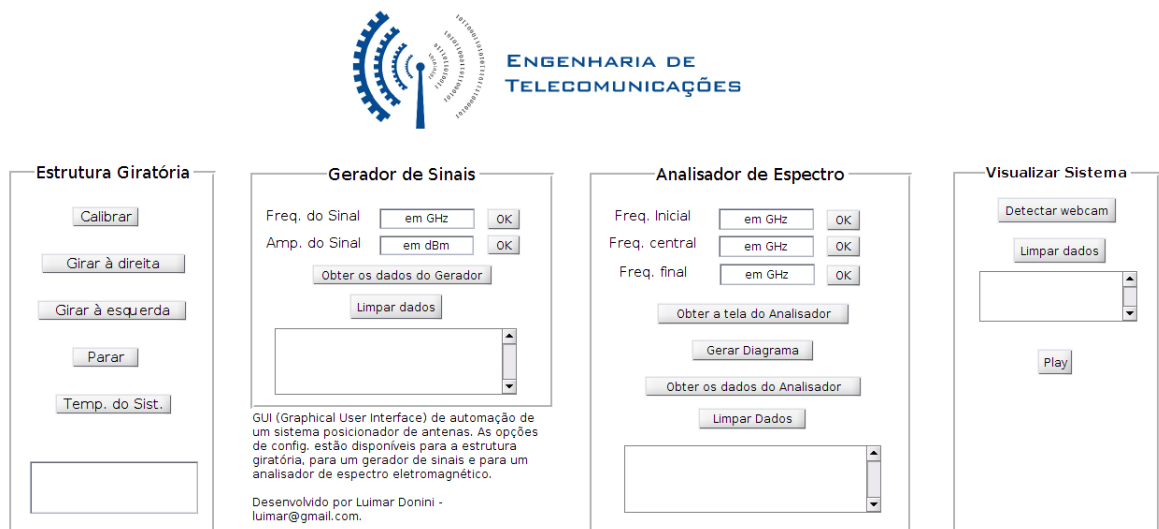 ENGENHARIA DE
TELECOMUNICAÇÕES
Estrutura Giratória
Calibrar
Girar à direita
Girar à esquerda
Parar
Temp. do Sist.
Gerador de Sinais
Freq. do Sinal em GHz OK
Amp. do Sinal em dBm OK
Obter os dados do Gerador
Limpar dados
GUI (Graphical User Interface) de automação de
um sistema posicionador de antenas. As opções
de config. estão disponíveis para a estrutura
giratória, para um gerador de sinais e para um
analisador de espectro eletromagnético.
Desenvolvido por Luimar Donini -
luimar@gmail.com.
Analisador de Espectro
Freq. Inicial em GHz OK
Freq. central em GHz OK
Freq. final em GHz OK
Obter a tela do Analisador
Gerar Diagrama
Obter os dados do Analisador
Limpar Dados
Visualizar Sistema
Detectar webcam
Limpar dados
Play